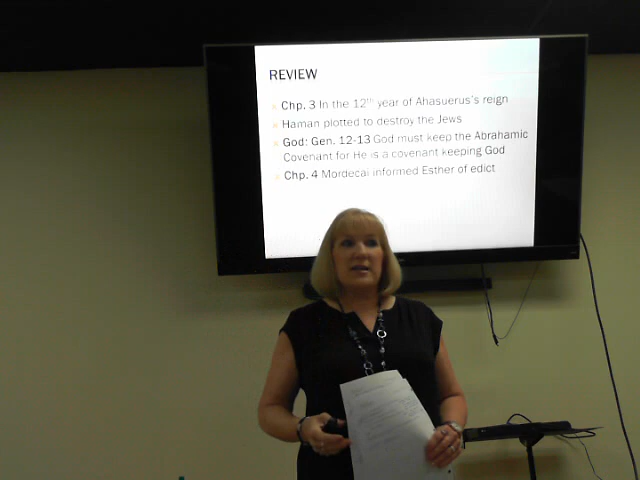 REVIEW
Chp. 3 In the 12th year of Ahasuerus's reign
Haman plotted to destroy the Jews
God: Gen. 12-13 God must keep the Abrahamic
Covenant for He is a covenant keeping God
Chp. 4 Mordecai informed Esther of edict